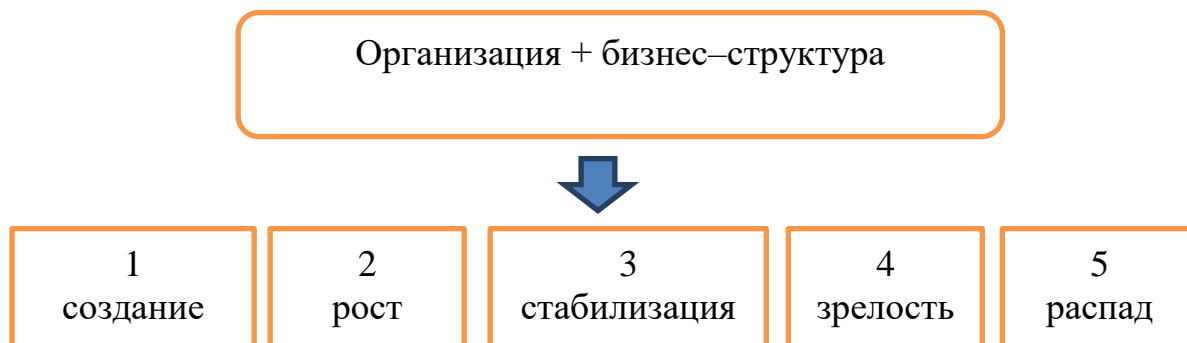 Организация + бизнес–структура
1
создание
2
рост
3
стабилизация
4
зрелость
5
распад